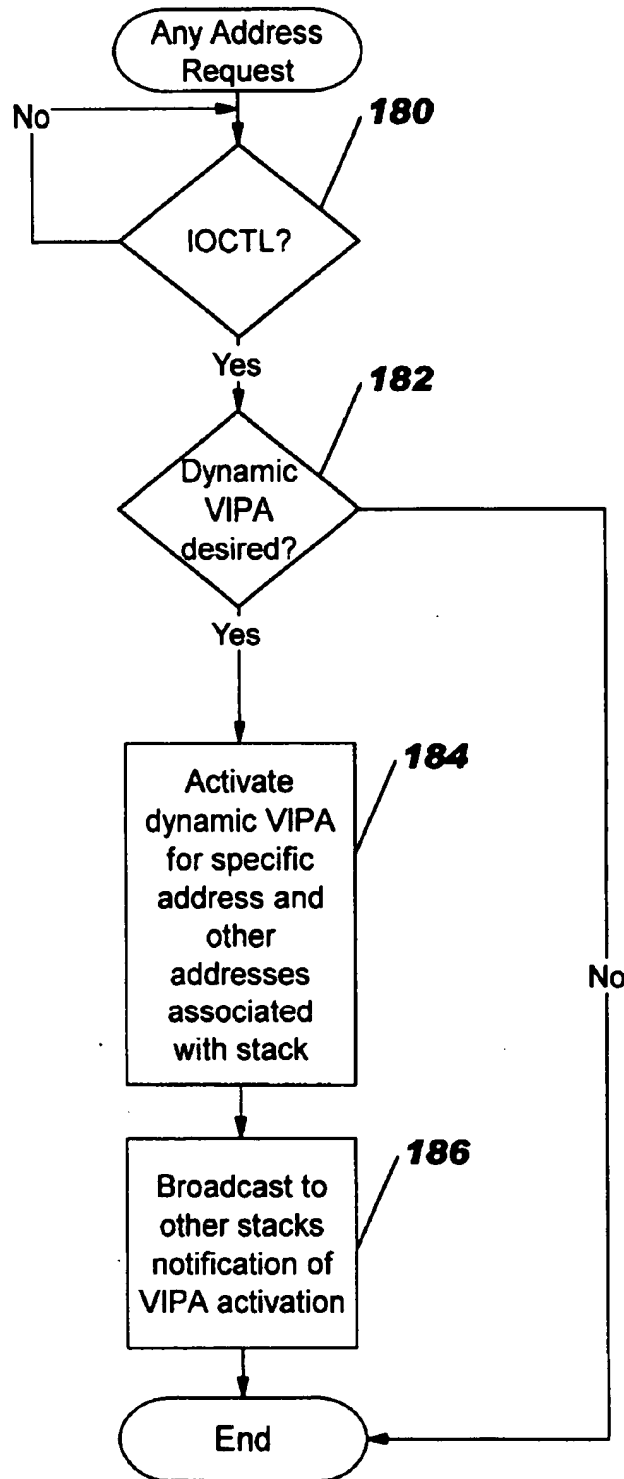 Any Address
Request
No
180
IOCTL?
Yes
182
Dynamic
VIPA
desired?
Yes
184
Activate
dynamic VIPA
for specific
address and
other
addresses
associated
with stack
No
186
Broadcast to
other stacks
notification of
VIPA activation
End